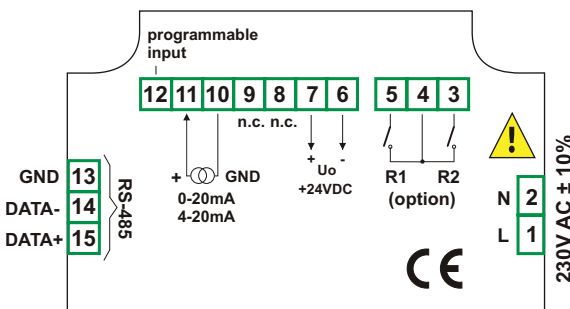 programmable
input
12 11 10 9 8 7 6 5 4 3
n.c. n.c.
+ GND
0-20mA
4-20mA
+ -
Uo
+24VDC
R1 R2
(option)
!
GND 13
DATA- 14
DATA+ 15
RS-485
N 2
L 1
230V AC ± 10%
CE